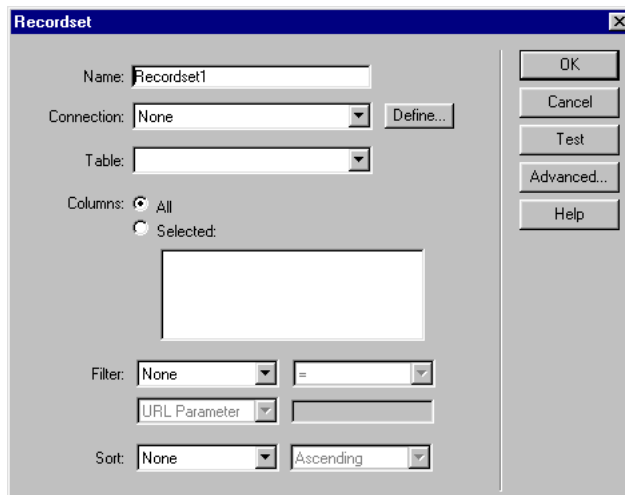 Recordset
Name: Recordset1
Connection: None Define...
Table:
Columns: All
Selected:
Filter: None =
URL Parameter
Sort: None Ascending
OK
Cancel
Test
Advanced...
Help